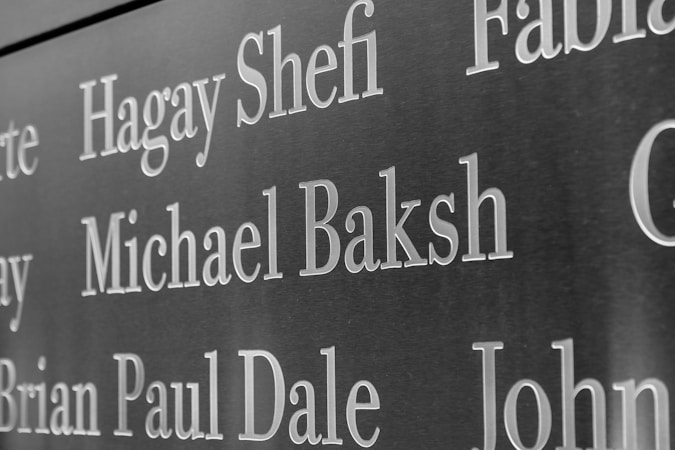 Hagay Shefi
Michael Baksh
Brian Paul Dale John